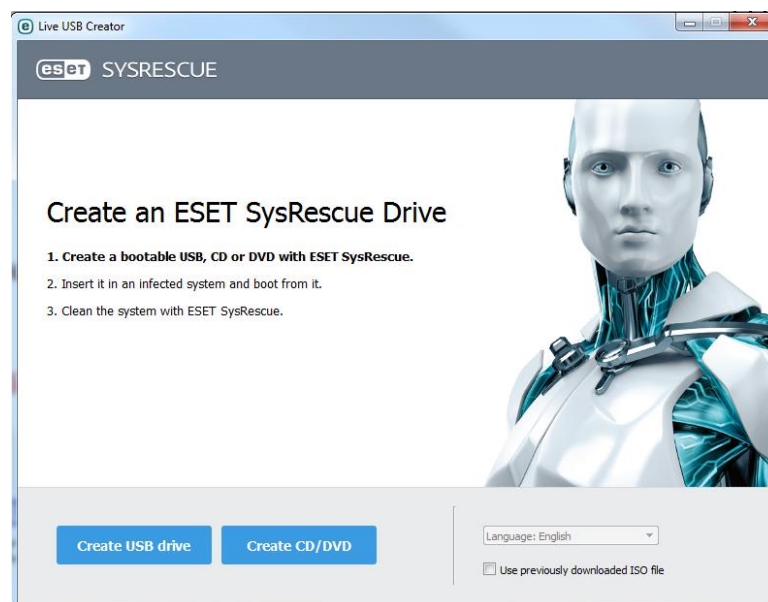 Live USB Creator
eset SYSRESCUE
Create an ESET SysRescue Drive
1. Create a bootable USB, CD or DVD with ESET SysRescue.
2. Insert it in an infected system and boot from it.
3. Clean the system with ESET SysRescue.
Create USB drive Create CD/DVD
Language: English
Use previously downloaded ISO file